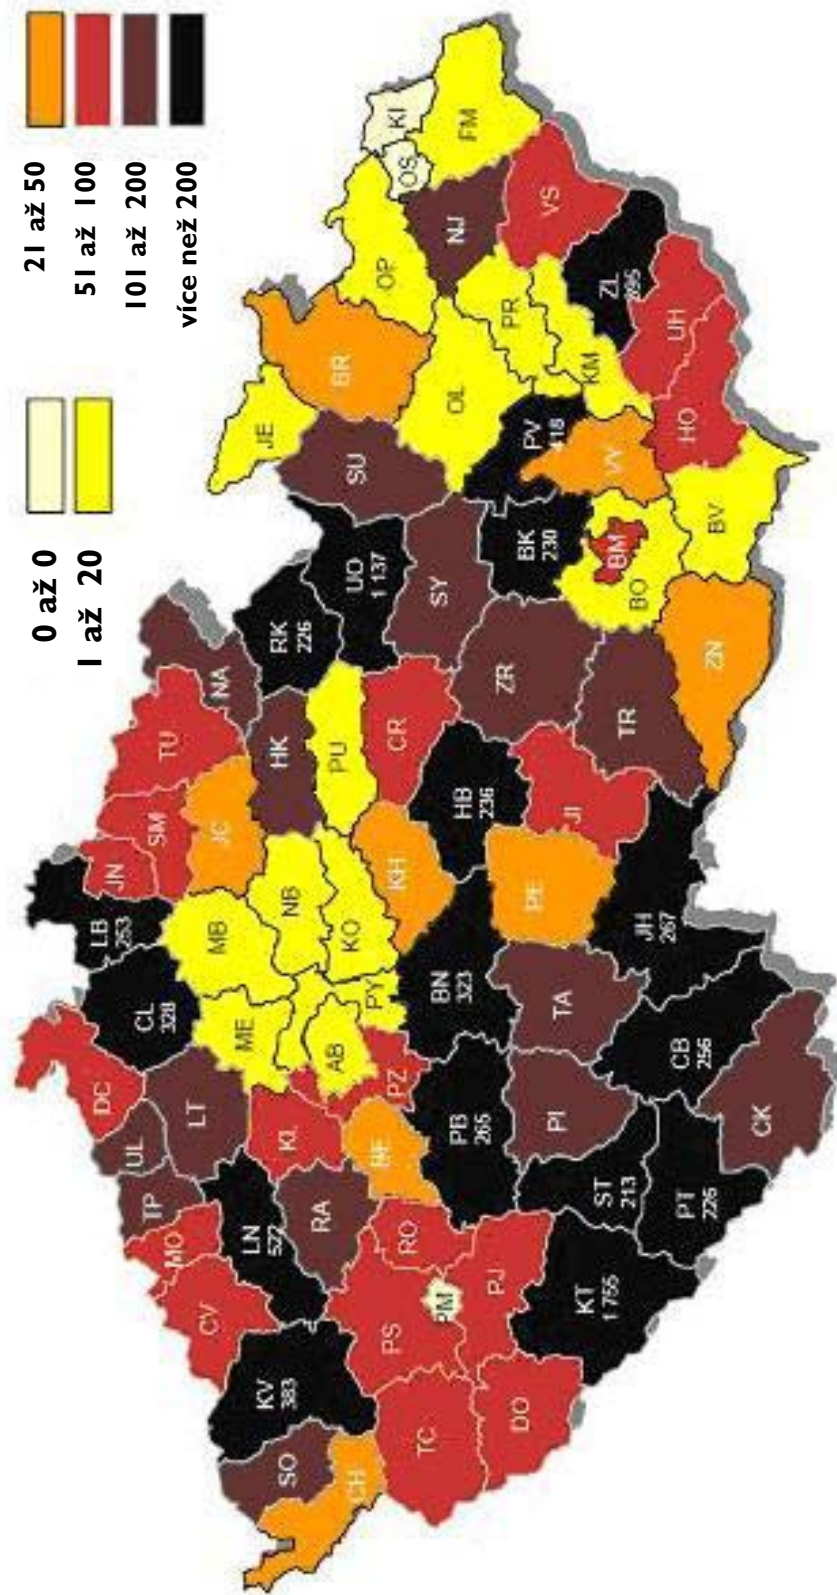 0 až 0
1 až 20
21 až 50
51 až 100
101 až 200
více než 200
DC
LB
253
JN
SM
TU
CL
328
UL
TP
LT
MO
CV
LN
522
KL
ME
MB
JC
NA
HK
RK
226
KV
383
SO
CH
RA
BE
AB
PY
PZ
NB
KO
PU
UO
1 137
SU
JE
BR
OP
OS
KI
FM
NJ
TC
PS
PM
RO
PJ
DO
PB
265
BN
323
KH
CR
SY
OL
PR
VS
KT
1 755
ST
213
PI
TA
PE
HB
236
ZR
BK
230
PV
418
VY
KM
ZL
UH
HO
PT
226
CB
256
CK
JH
267
JI
TR
BO
BM
BV
ZN